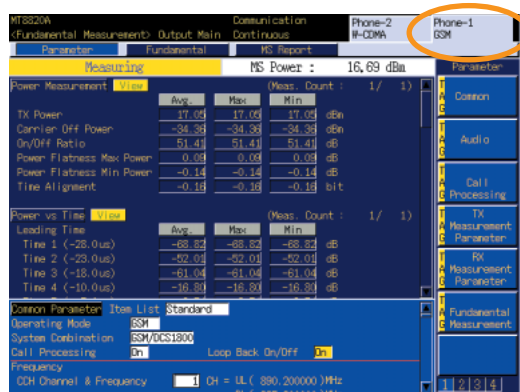 MT8820A Communication Phone-2 Phone-1
<Fundamental Measurement> Output Main Continuous W-CDMA GSM
Parameter Fundamental MS Report
Measuring MS Power : 16.69 dBm Parameter
Power Measurement View (Meas. Count : 1/ 1)
Avg. Max Min
TX Power 17.05 17.05 17.05 dBm
Carrier Off Power -34.36 -34.36 -34.36 dBm
On/Off Ratio 51.41 51.41 51.41 dB
Power Flatness Max Power 0.09 0.09 0.09 dB
Power Flatness Min Power -0.14 -0.14 -0.14 dB
Time Alignment -0.16 -0.16 -0.16 bit
Power vs Time View (Meas. Count : 1/ 1)
Leading Time Avg. Max Min
Time 1 (-28.0us) -68.82 -68.82 -68.82 dB
Time 2 (-23.0us) -52.01 -52.01 -52.01 dB
Time 3 (-18.0us) -61.04 -61.04 -61.04 dB
Time 4 (-10.0us) -16.80 -16.80 -16.80 dB
Common Parameter Item List Standard
Operating Mode GSM
System Combination GSM/DCS1800
Call Processing On Loop Back On/Off On
Frequency
CCH Channel & Frequency 1 CH = UL( 890.200000 )MHz
TAG Common
TAG Audio
TAG Call Processing
TAG TX Measurement Parameter
TAG RX Measurement Parameter
TAG Fundamental Measurement
1 2 3 4